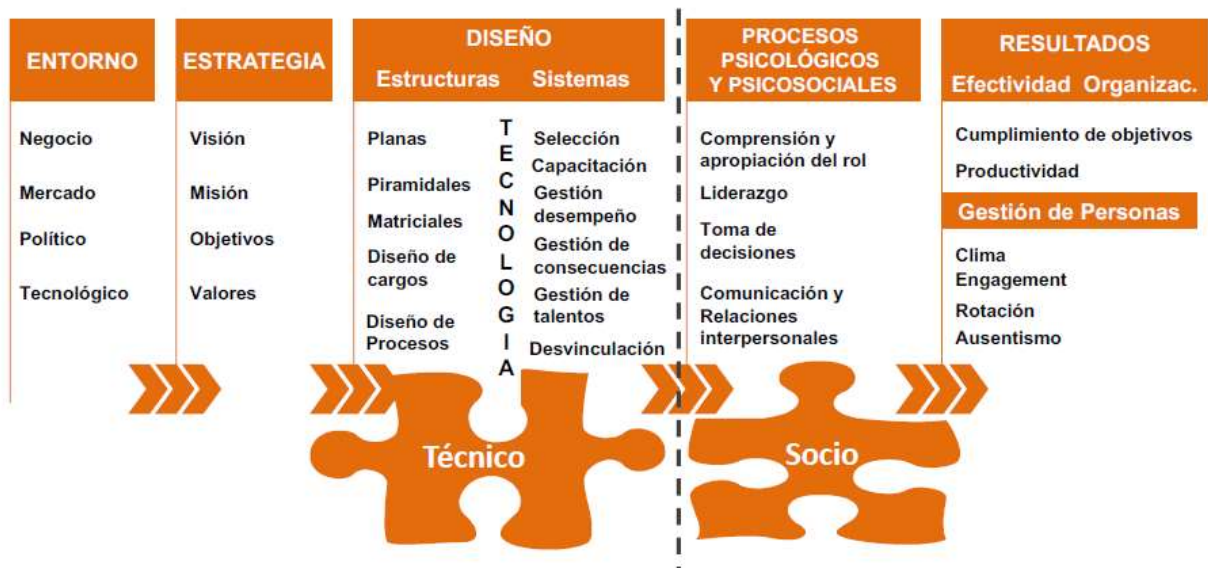 ENTORNO
Negocio
Mercado
Político
Tecnológico
ESTRATEGIA
Visión
Misión
Objetivos
Valores
DISEÑO
Estructuras
Planas
Piramidales
Matriciales
Diseño de
cargos
Diseño de
Procesos
TECNOLOGIA
Sistemas
Selección
Capacitación
Gestión
desempeño
Gestión de
consecuencias
Gestión de
talentos
Desvinculación
Técnico
PROCESOS
PSICOLÓGICOS
Y PSICOSOCIALES
Comprensión y
apropiación del rol
Liderazgo
Toma de
decisiones
Comunicación y
Relaciones
interpersonales
Socio
RESULTADOS
Efectividad Organizac.
Cumplimiento de objetivos
Productividad
Gestión de Personas
Clima
Engagement
Rotación
Ausentismo